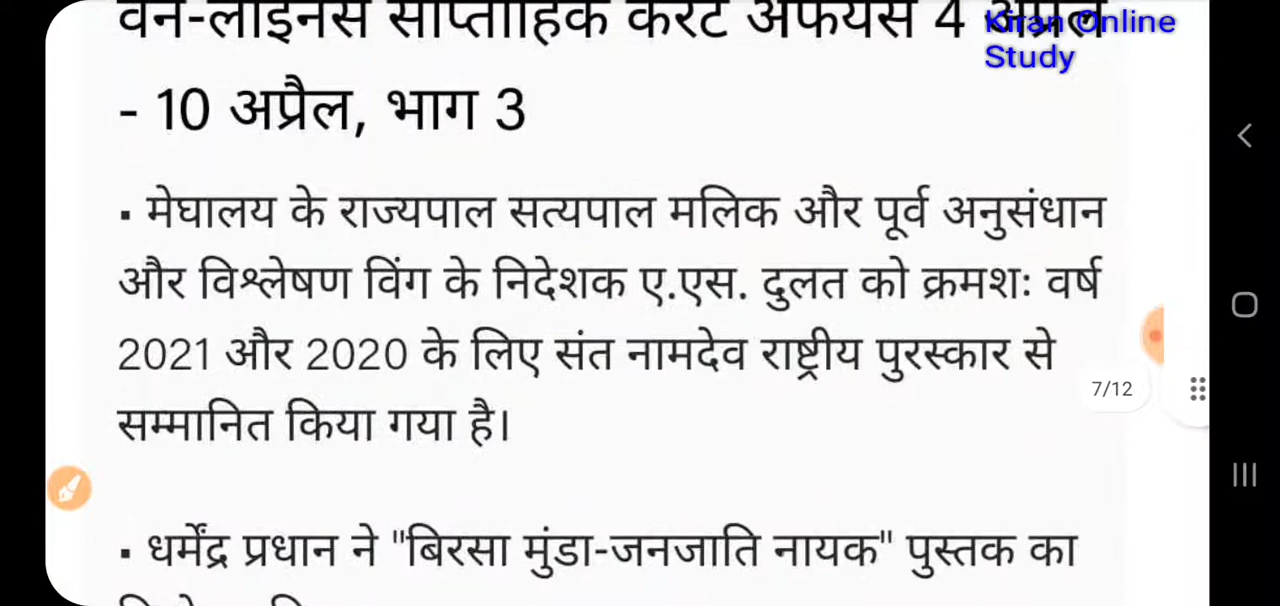 वन-लाइनर्स साप्ताहिक करेंट अफेयर्स 4 अप्रैल
Kiran Online
Study
- 10 अप्रैल, भाग 3
▪ मेघालय के राज्यपाल सत्यपाल मलिक और पूर्व अनुसंधान
और विश्लेषण विंग के निदेशक ए.एस. दुलत को क्रमशः वर्ष
2021 और 2020 के लिए संत नामदेव राष्ट्रीय पुरस्कार से
7/12
सम्मानित किया गया है।
▪ धर्मेंद्र प्रधान ने "बिरसा मुंडा-जनजाति नायक" पुस्तक का